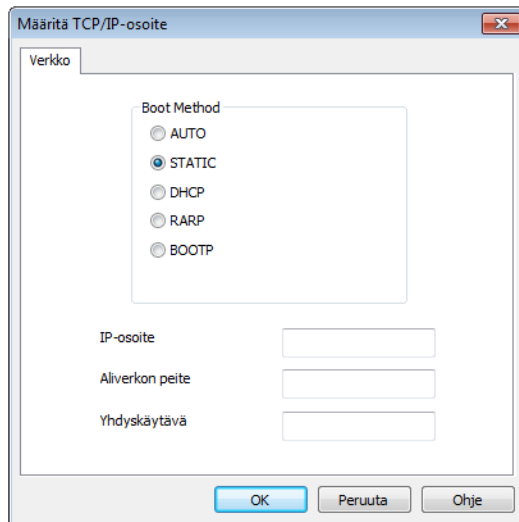 Määritä TCP/IP-osoite
Verkko
Boot Method
AUTO
STATIC
DHCP
RARP
BOOTP
IP-osoite
Aliverkon peite
Yhdyskäytävä
OK
Peruuta
Ohje